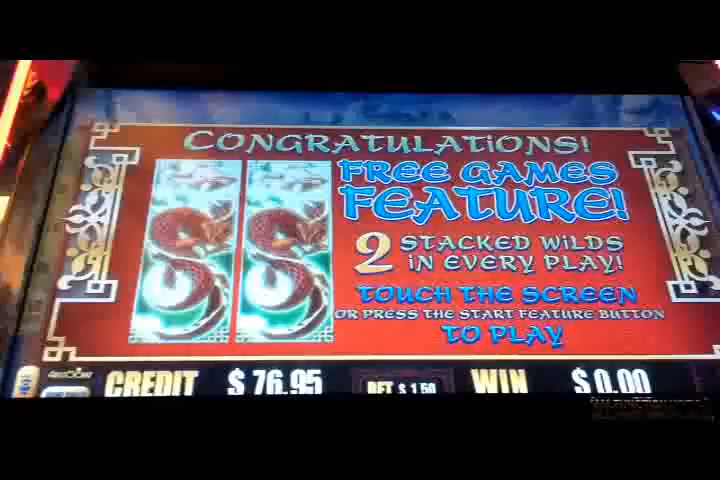 CONGRATULATIONS!
FREE GAMES
FEATURE!
2 STACKED WILDS
IN EVERY PLAY!
TOUCH THE SCREEN
OR PRESS THE START FEATURE BUTTON
TO PLAY
CREDIT $76.95 BET $1.50 WIN $0.00